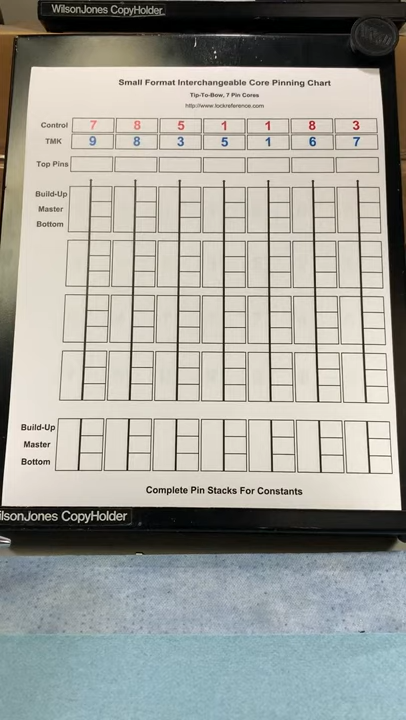 WilsonJones CopyHolder
Small Format Interchangeable Core Pinning Chart
Tip-To-Bow, 7 Pin Cores
http://www.lockreference.com
Control 7 8 5 1 1 8 3
TMK 9 8 3 5 1 6 7
Top Pins
Build-Up
Master
Bottom
Build-Up
Master
Bottom
Complete Pin Stacks For Constants
ilsonJones CopyHolder